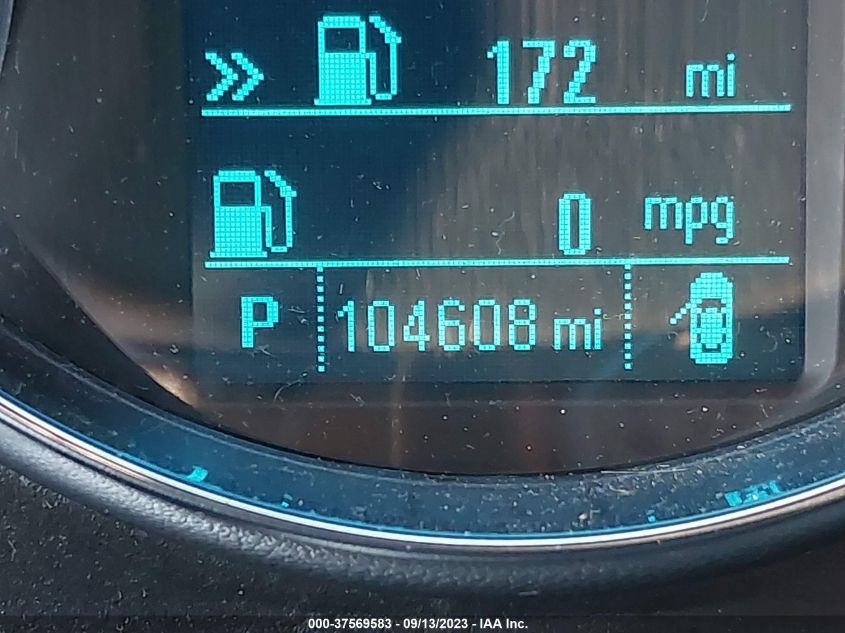 172 mi
0 mpg
P 104608 mi
000-37569583 - 09/13/2023 - IAA Inc.